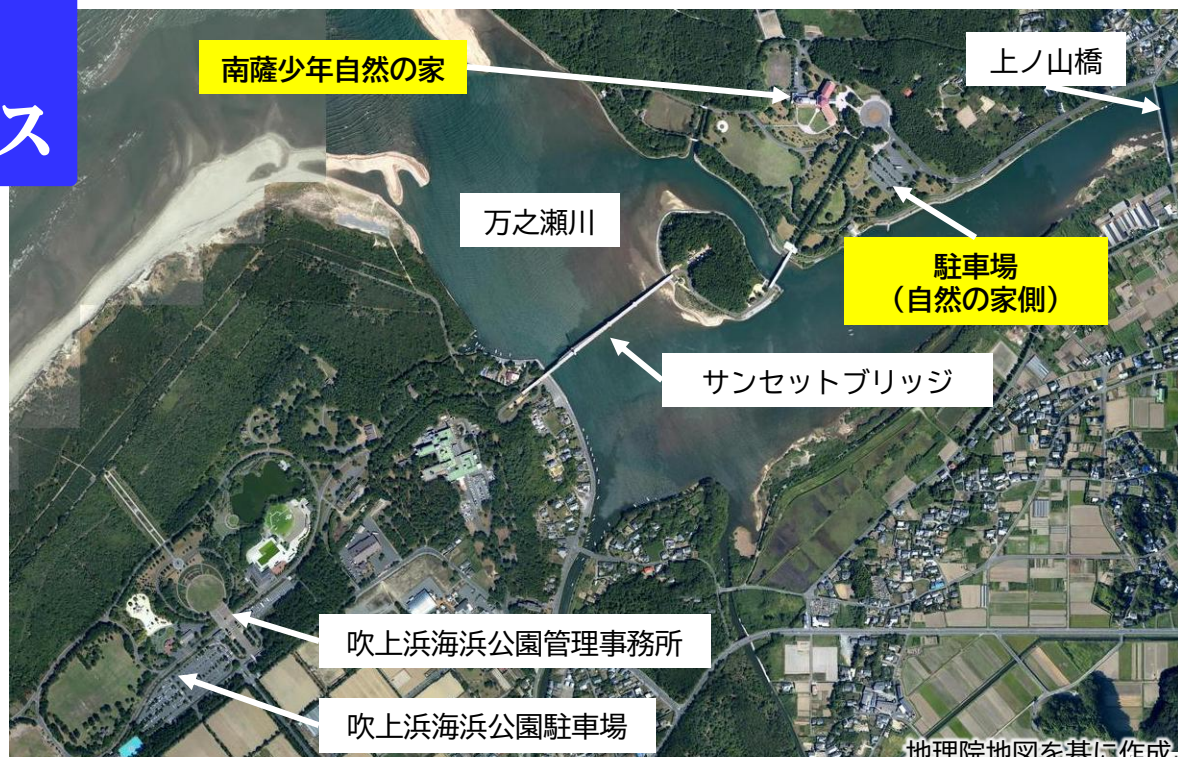 ス
南薩少年自然の家
上ノ山橋
万之瀬川
駐車場
（自然の家側）
サンセットブリッジ
吹上浜海浜公園管理事務所
吹上浜海浜公園駐車場
地理院地図を基に作成